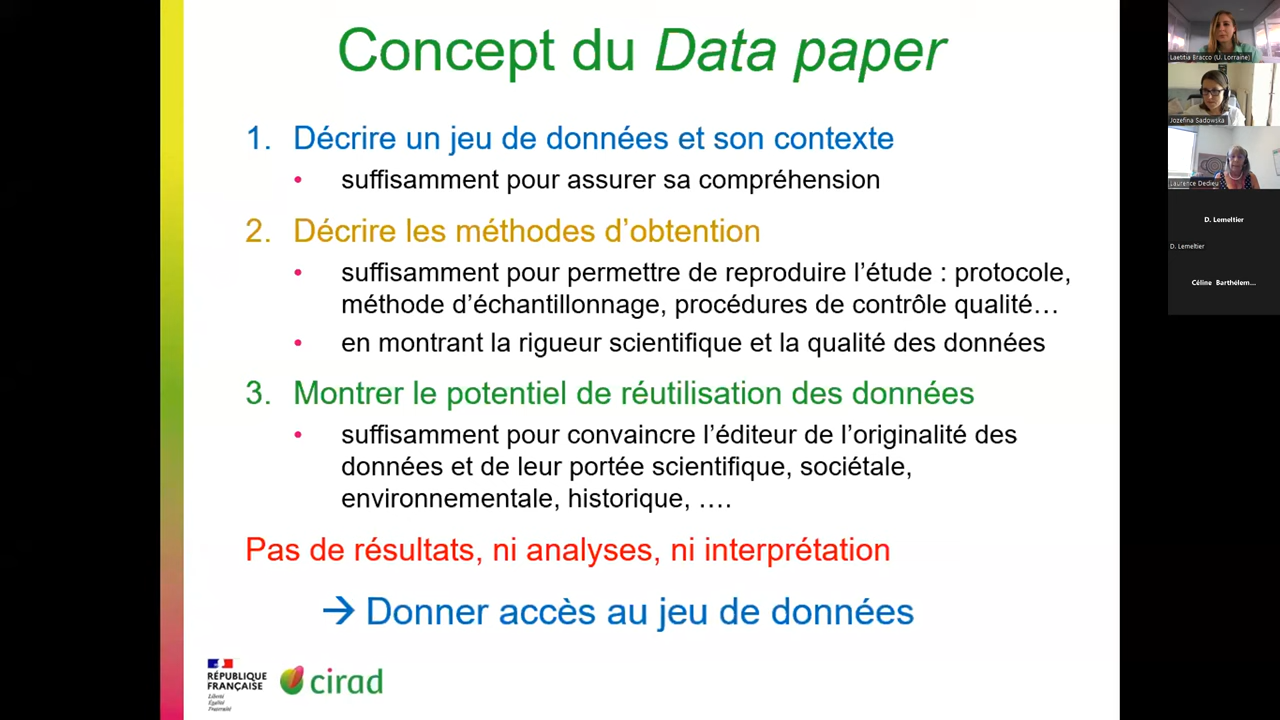 Concept du Data paper
1. Décrire un jeu de données et son contexte
• suffisamment pour assurer sa compréhension
2. Décrire les méthodes d’obtention
• suffisamment pour permettre de reproduire l’étude : protocole,
méthode d’échantillonnage, procédures de contrôle qualité…
• en montrant la rigueur scientifique et la qualité des données
3. Montrer le potentiel de réutilisation des données
• suffisamment pour convaincre l’éditeur de l’originalité des
données et de leur portée scientifique, sociétale,
environnementale, historique, ….
Pas de résultats, ni analyses, ni interprétation
→ Donner accès au jeu de données
RÉPUBLIQUE
FRANÇAISE
Liberté
Égalité
Fraternité
cirad
Laetitia Bracco (U. Lorraine)
Jozefina Sadowska
Laurence Dedieu
D. Lemeltier
D. Lemeltier
Céline Barthélem...